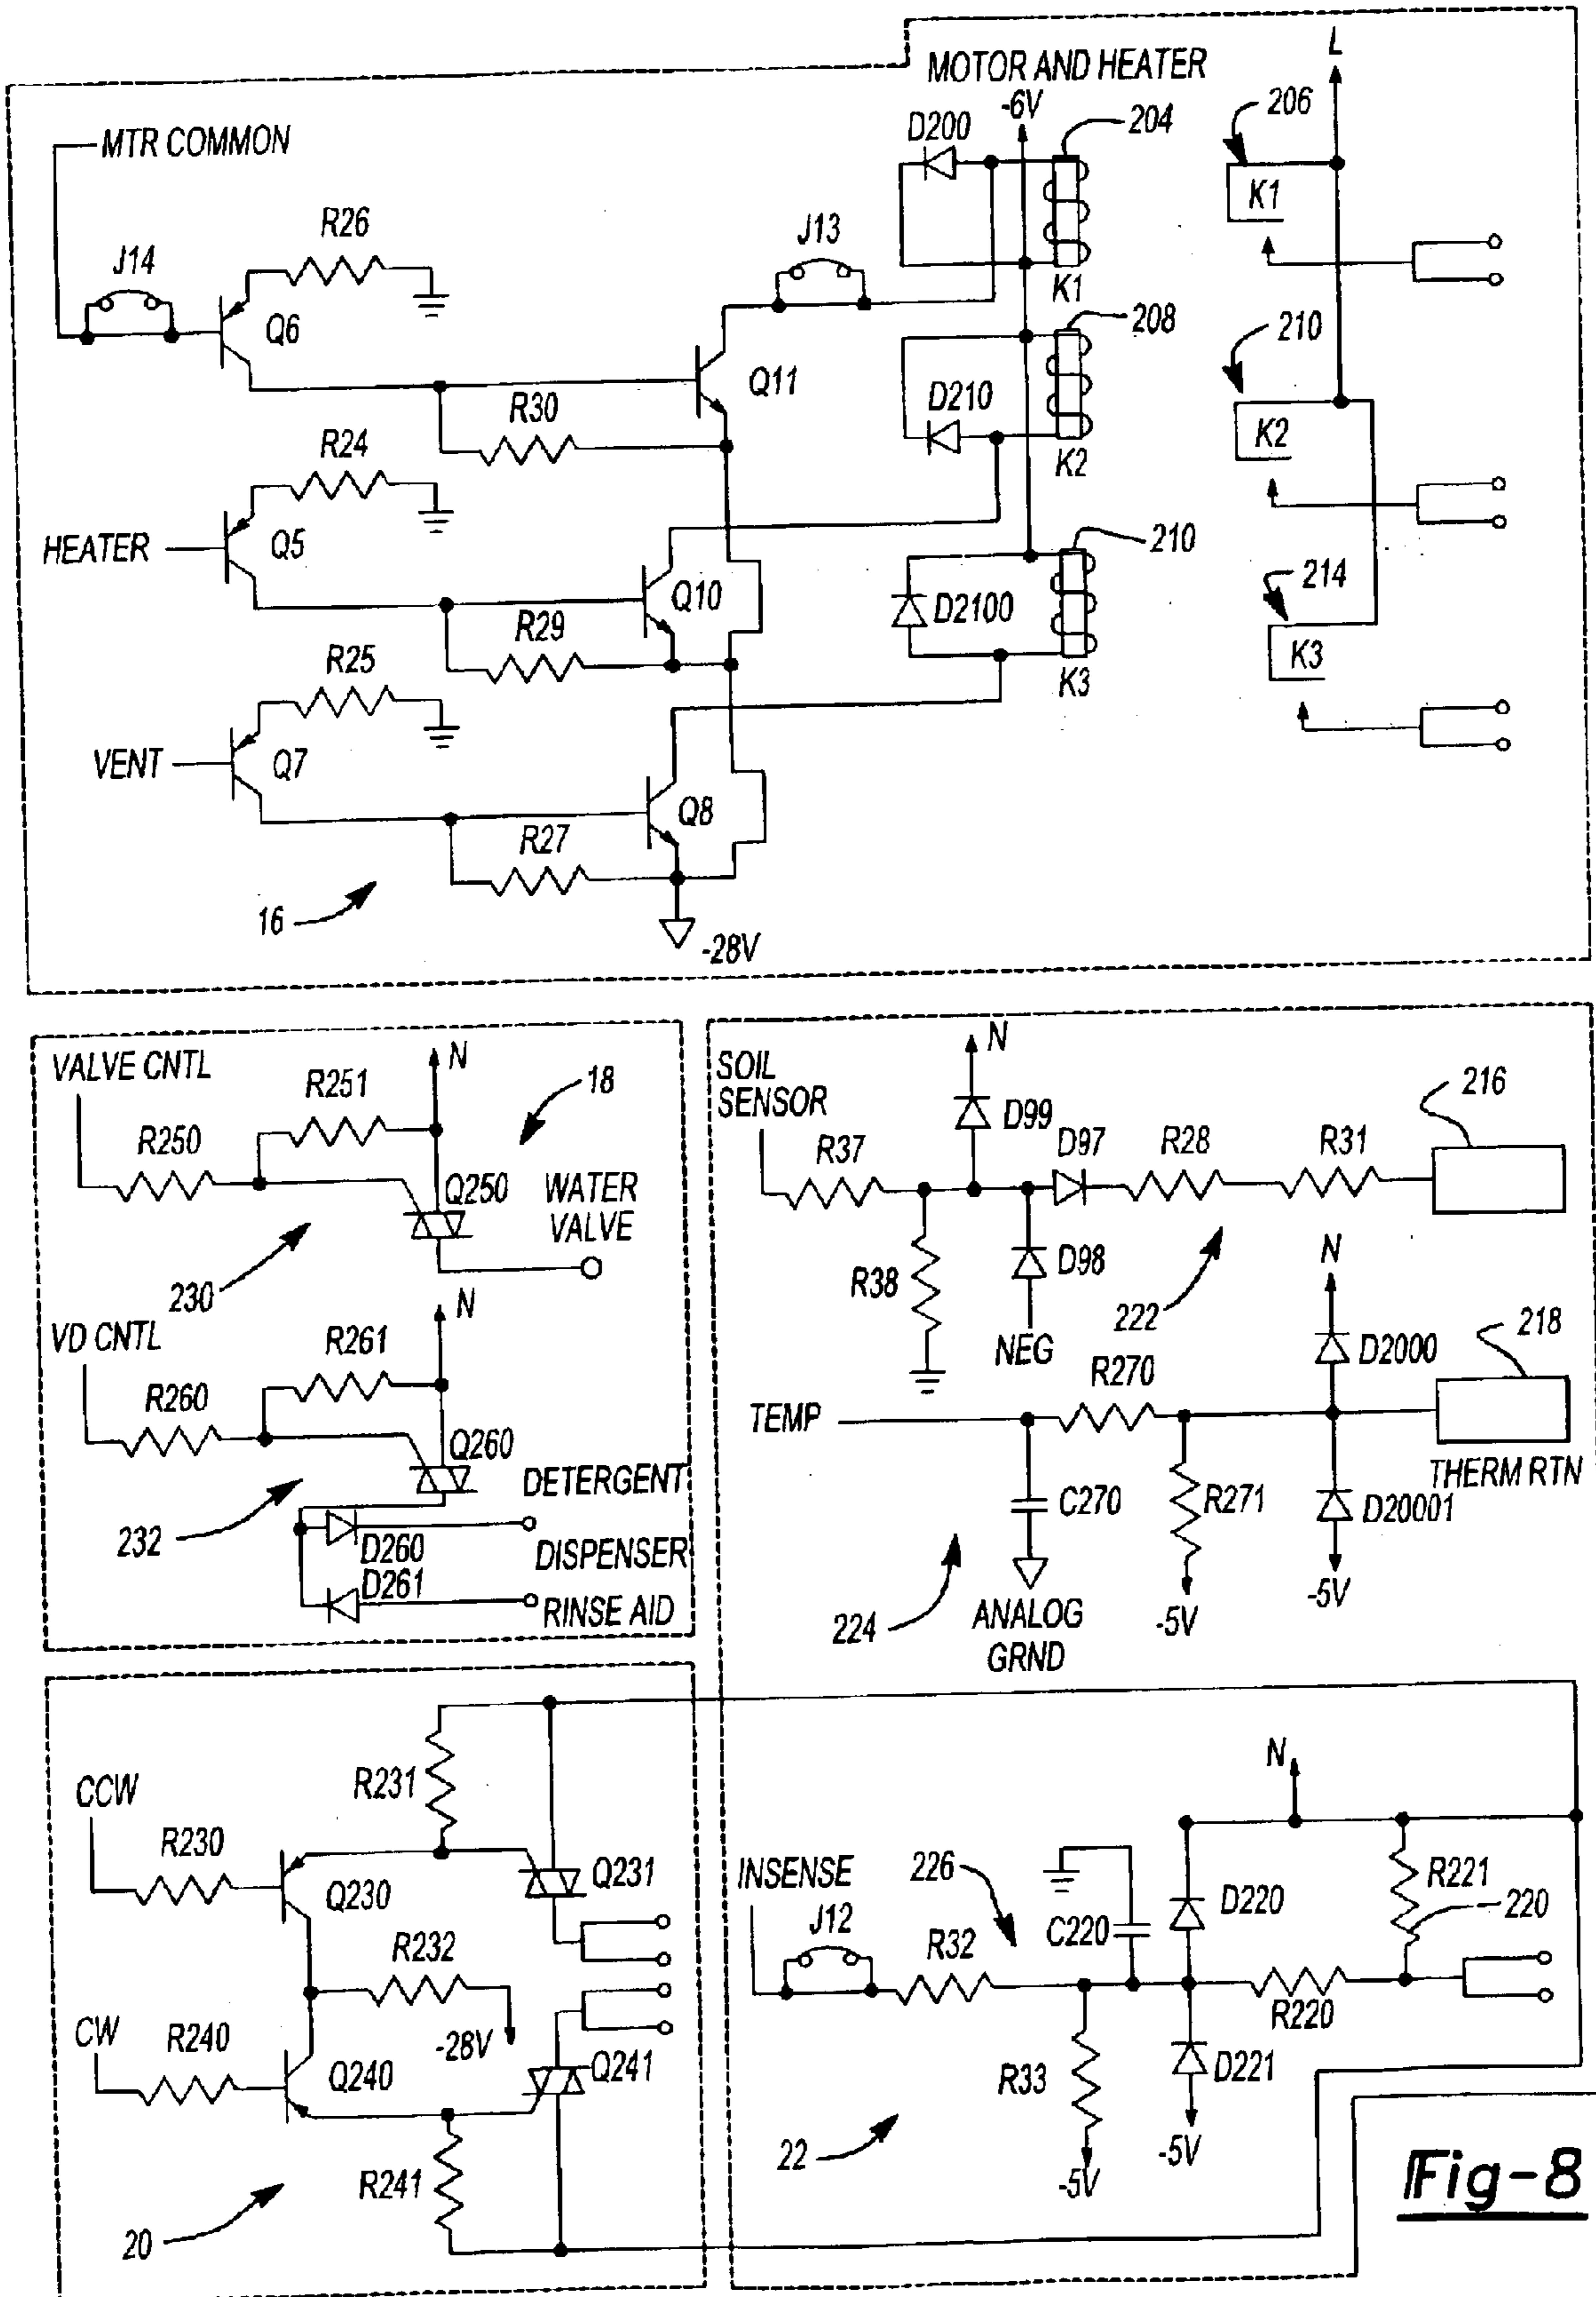 MOTOR AND HEATER
L
-6V
MTR COMMON
D200
204
206
K1
R26
J14
J13
Q6
K1
208
210
Q11
R30
D210
K2
R24
K2
HEATER
Q5
210
214
Q10
D2100
R29
R25
K3
K3
VENT
Q7
Q8
R27
16
-28V
VALVE CNTL
N
R251
18
R250
Q250
WATER
VALVE
230
N
VD CNTL
R261
R260
Q260
DETERGENT
232
D260
DISPENSER
D261
RINSE AID
SOIL
SENSOR
N
D99
216
R37
D97
R28
R31
R38
D98
222
N
NEG
218
R270
D2000
TEMP
THERM RTN
C270
R271
D20001
224
ANALOG
GRND
-5V
-5V
CCW
R231
R230
Q231
Q230
R232
CW
R240
-28V
Q240
Q241
R241
20
N
INSENSE
226
R221
J12
C220
D220
220
R32
R220
R33
D221
22
-5V
-5V
Fig-8